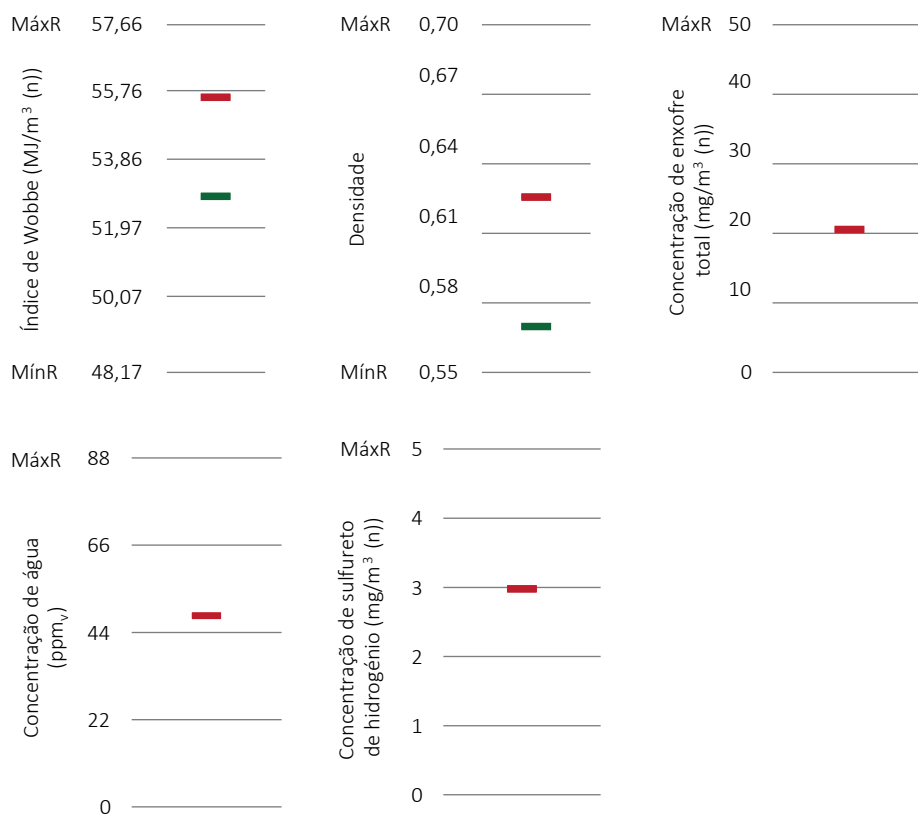 MáxR 57,66
55,76
53,86
51,97
50,07
MínR 48,17
Índice de Wobbe (MJ/m³ (n))
MáxR 0,70
0,67
0,64
0,61
0,58
MínR 0,55
Densidade
MáxR 50
40
30
20
10
0
Concentração de enxofre
total (mg/m³ (n))
MáxR 88
66
44
22
0
Concentração de água
(ppmᵥ)
MáxR 5
4
3
2
1
0
Concentração de sulfureto
de hidrogénio (mg/m³ (n))